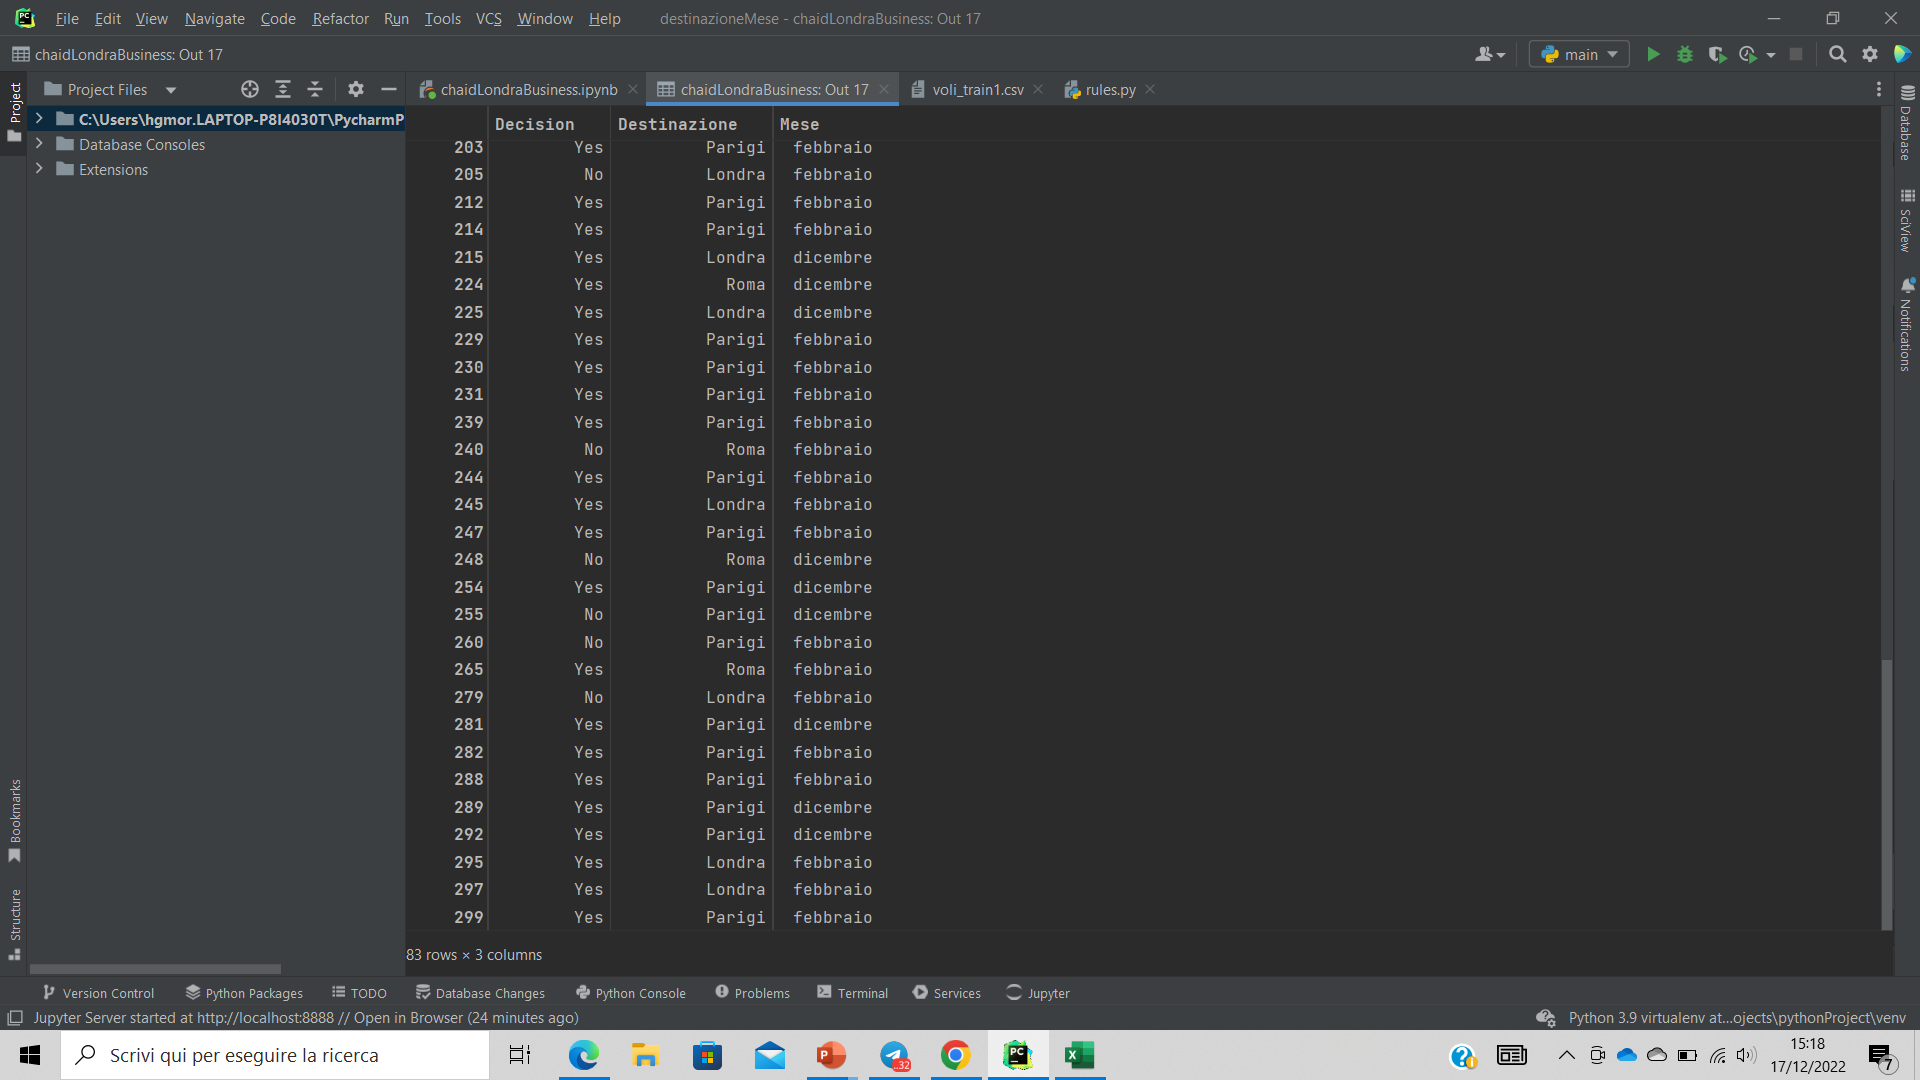 PC File Edit View Navigate Code Refactor Run Tools VCS Window Help destinazioneMese - chaidLondraBusiness: Out 17
chaidLondraBusiness: Out 17 main
Project Files chaidLondraBusiness.ipynb chaidLondraBusiness: Out 17 voli_train1.csv rules.py
C:\Users\hgmor.LAPTOP-P8I4030T\PycharmP
Database Consoles
Extensions
Project
Bookmarks
Structure
Decision Destinazione Mese
203 Yes Parigi febbraio
205 No Londra febbraio
212 Yes Parigi febbraio
214 Yes Parigi febbraio
215 Yes Londra dicembre
224 Yes Roma dicembre
225 Yes Londra dicembre
229 Yes Parigi febbraio
230 Yes Parigi febbraio
231 Yes Parigi febbraio
239 Yes Parigi febbraio
240 No Roma febbraio
244 Yes Parigi febbraio
245 Yes Londra febbraio
247 Yes Parigi febbraio
248 No Roma dicembre
254 Yes Parigi dicembre
255 No Parigi dicembre
260 No Parigi febbraio
265 Yes Roma febbraio
279 No Londra febbraio
281 Yes Parigi dicembre
282 Yes Parigi febbraio
288 Yes Parigi febbraio
289 Yes Parigi dicembre
292 Yes Parigi dicembre
295 Yes Londra febbraio
297 Yes Londra febbraio
299 Yes Parigi febbraio
83 rows × 3 columns
Database
SciView
Notifications
Version Control Python Packages TODO Database Changes Python Console Problems Terminal Services Jupyter
Jupyter Server started at http://localhost:8888 // Open in Browser (24 minutes ago) Python 3.9 virtualenv at...ojects\pythonProject\venv
Scrivi qui per eseguire la ricerca ..32 PC 15:18
17/12/2022 7